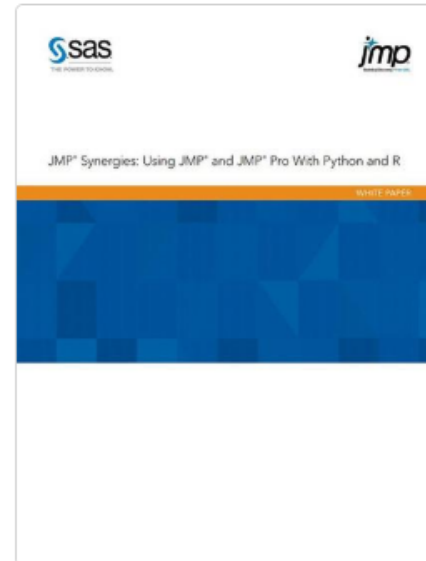 sas
THE POWER TO KNOW.
jmp
JMP® Synergies: Using JMP® and JMP® Pro With Python and R
WHITE PAPER